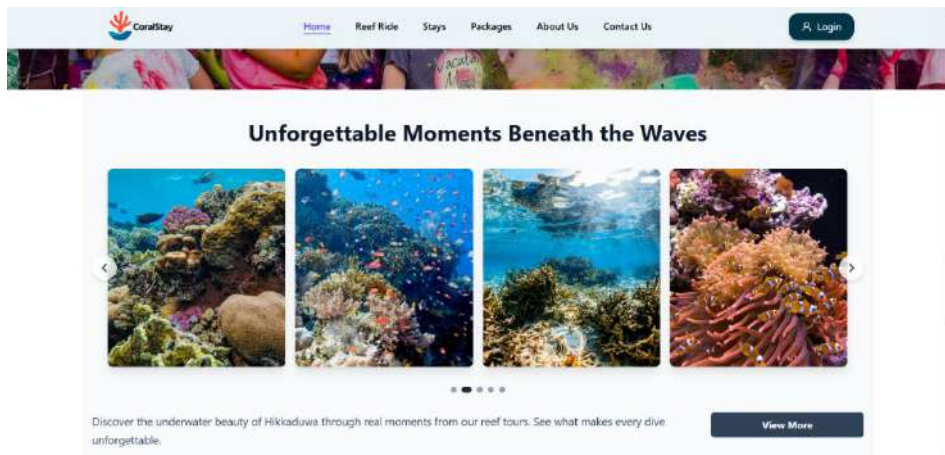 CoralStay
Home Reef Ride Stays Packages About Us Contact Us
Login
Unforgettable Moments Beneath the Waves
Discover the underwater beauty of Hikkaduwa through real moments from our reef tours. See what makes every dive
unforgettable.
View More